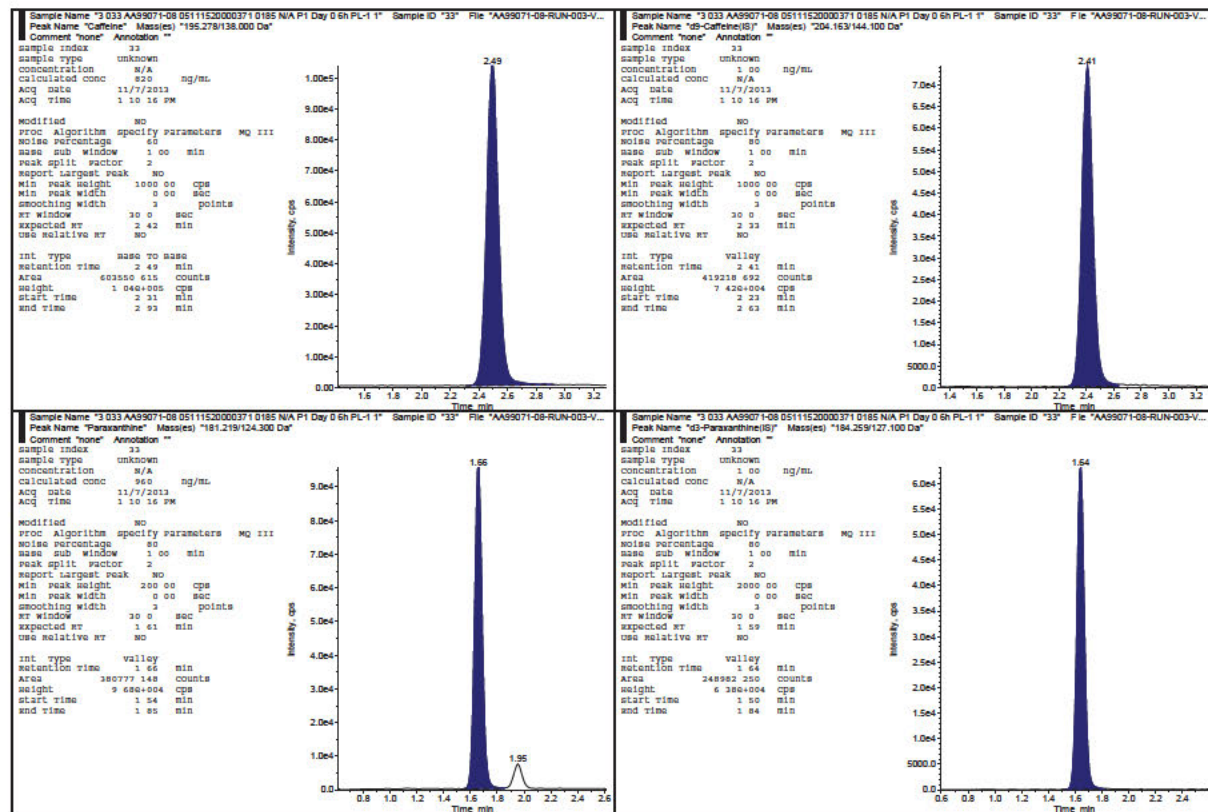 Sample Name "3 033 AA99071-08 05111520000371 0185 N/A P1 Day 0 6h PL-1 1" Sample ID "33" File "AA99071-08-RUN-003-V...
Peak Name "Caffeine" Mass(es) "195.278/138.000 Da"
Comment "none" Annotation ""
Sample Index 33
Sample Type Unknown
Concentration N/A
Calculated Conc 820 ng/mL
Acq Date 11/7/2013
Acq Time 1 10 16 PM
Modified NO
Proc Algorithm Specify Parameters MQ III
Noise Percentage 60
Base Sub Window 1 00 min
Peak Split Factor 2
Report Largest Peak NO
Min Peak Height 1000 00 cps
Min Peak Width 0 00 sec
Smoothing Width 3 points
RT Window 30 0 sec
Expected RT 2 42 min
Use Relative RT NO
Int Type Base To Base
Retention Time 2 49 min
Area 603550 615 counts
Height 1 04e+005 cps
Start Time 2 31 min
End Time 2 93 min
2.49
Intensity, cps
1.00e5
9.00e4
8.00e4
7.00e4
6.00e4
5.00e4
4.00e4
3.00e4
2.00e4
1.00e4
0.00
1.6 1.8 2.0 2.2 2.4 2.6 2.8 3.0 3.2
Time min
Sample Name "3 033 AA99071-08 05111520000371 0185 N/A P1 Day 0 6h PL-1 1" Sample ID "33" F le "AA99071-08-RUN-003-V...
Peak Name "d9-Caffeine(IS)" Mass(es) "204.163/144.100 Da"
Comment "none" Annotation ""
Sample Index 33
Sample Type Unknown
Concentration 1 00 ng/mL
Calculated Conc N/A
Acq Date 11/7/2013
Acq Time 1 10 16 PM
Modified NO
Proc Algorithm Specify Parameters MQ III
Noise Percentage 80
Base Sub Window 1 00 min
Peak Split Factor 2
Report Largest Peak NO
Min Peak Height 1000 00 cps
Min Peak Width 0 00 sec
Smoothing Width 3 points
RT Window 30 0 sec
Expected RT 2 33 min
Use Relative RT NO
Int Type Valley
Retention Time 2 41 min
Area 419218 692 counts
Height 7 42e+004 cps
Start Time 2 23 min
End Time 2 63 min
2.41
Intensity, cps
7.0e4
6.5e4
6.0e4
5.5e4
5.0e4
4.5e4
4.0e4
3.5e4
3.0e4
2.5e4
2.0e4
1.5e4
1.0e4
5000.0
0.0
1.4 1.6 1.8 2.0 2.2 2.4 2.6 2.8 3.0 3.2
Time min
Sample Name "3 033 AA99071-08 05111520000371 0185 N/A P1 Day 0 6h PL-1 1" Sample ID "33" F le "AA99071-08-RUN-003-V...
Peak Name "Paraxanthine" Mass(es) "181.219/124.300 Da"
Comment "none" Annotation ""
Sample Index 33
Sample Type Unknown
Concentration N/A
Calculated Conc 960 ng/mL
Acq Date 11/7/2013
Acq Time 1 10 16 PM
Modified NO
Proc Algorithm Specify Parameters MQ III
Noise Percentage 80
Base Sub Window 1 00 min
Peak Split Factor 2
Report Largest Peak NO
Min Peak Height 200 00 cps
Min Peak Width 0 00 sec
Smoothing Width 3 points
RT Window 30 0 sec
Expected RT 1 61 min
Use Relative RT NO
Int Type Valley
Retention Time 1 66 min
Area 380777 148 counts
Height 9 68e+004 cps
Start Time 1 54 min
End Time 1 85 min
1.66
1.95
Intensity, cps
9.0e4
8.0e4
7.0e4
6.0e4
5.0e4
4.0e4
3.0e4
2.0e4
1.0e4
0.0
0.8 1.0 1.2 1.4 1.6 1.8 2.0 2.2 2.4 2.6
Time min
Sample Name "3 033 AA99071-08 05111520000371 0185 N/A P1 Day 0 6h PL-1 1" Sample ID "33" File "AA99071-08-RUN-003-V...
Peak Name "d3-Paraxanthine(IS)" Mass(es) "184.259/127.100 Da"
Comment "none" Annotation ""
Sample Index 33
Sample Type Unknown
Concentration 1 00 ng/mL
Calculated Conc N/A
Acq Date 11/7/2013
Acq Time 1 10 16 PM
Modified NO
Proc Algorithm Specify Parameters MQ III
Noise Percentage 80
Base Sub Window 1 00 min
Peak Split Factor 2
Report Largest Peak NO
Min Peak Height 2000 00 cps
Min Peak Width 0 00 sec
Smoothing Width 3 points
RT Window 30 0 sec
Expected RT 1 59 min
Use Relative RT NO
Int Type Valley
Retention Time 1 64 min
Area 248982 250 counts
Height 6 38e+004 cps
Start Time 1 50 min
End Time 1 84 min
1.64
Intensity, cps
6.0e4
5.5e4
5.0e4
4.5e4
4.0e4
3.5e4
3.0e4
2.5e4
2.0e4
1.5e4
1.0e4
5000.0
0.0
0.6 0.8 1.0 1.2 1.4 1.6 1.8 2.0 2.2 2.4
Time min